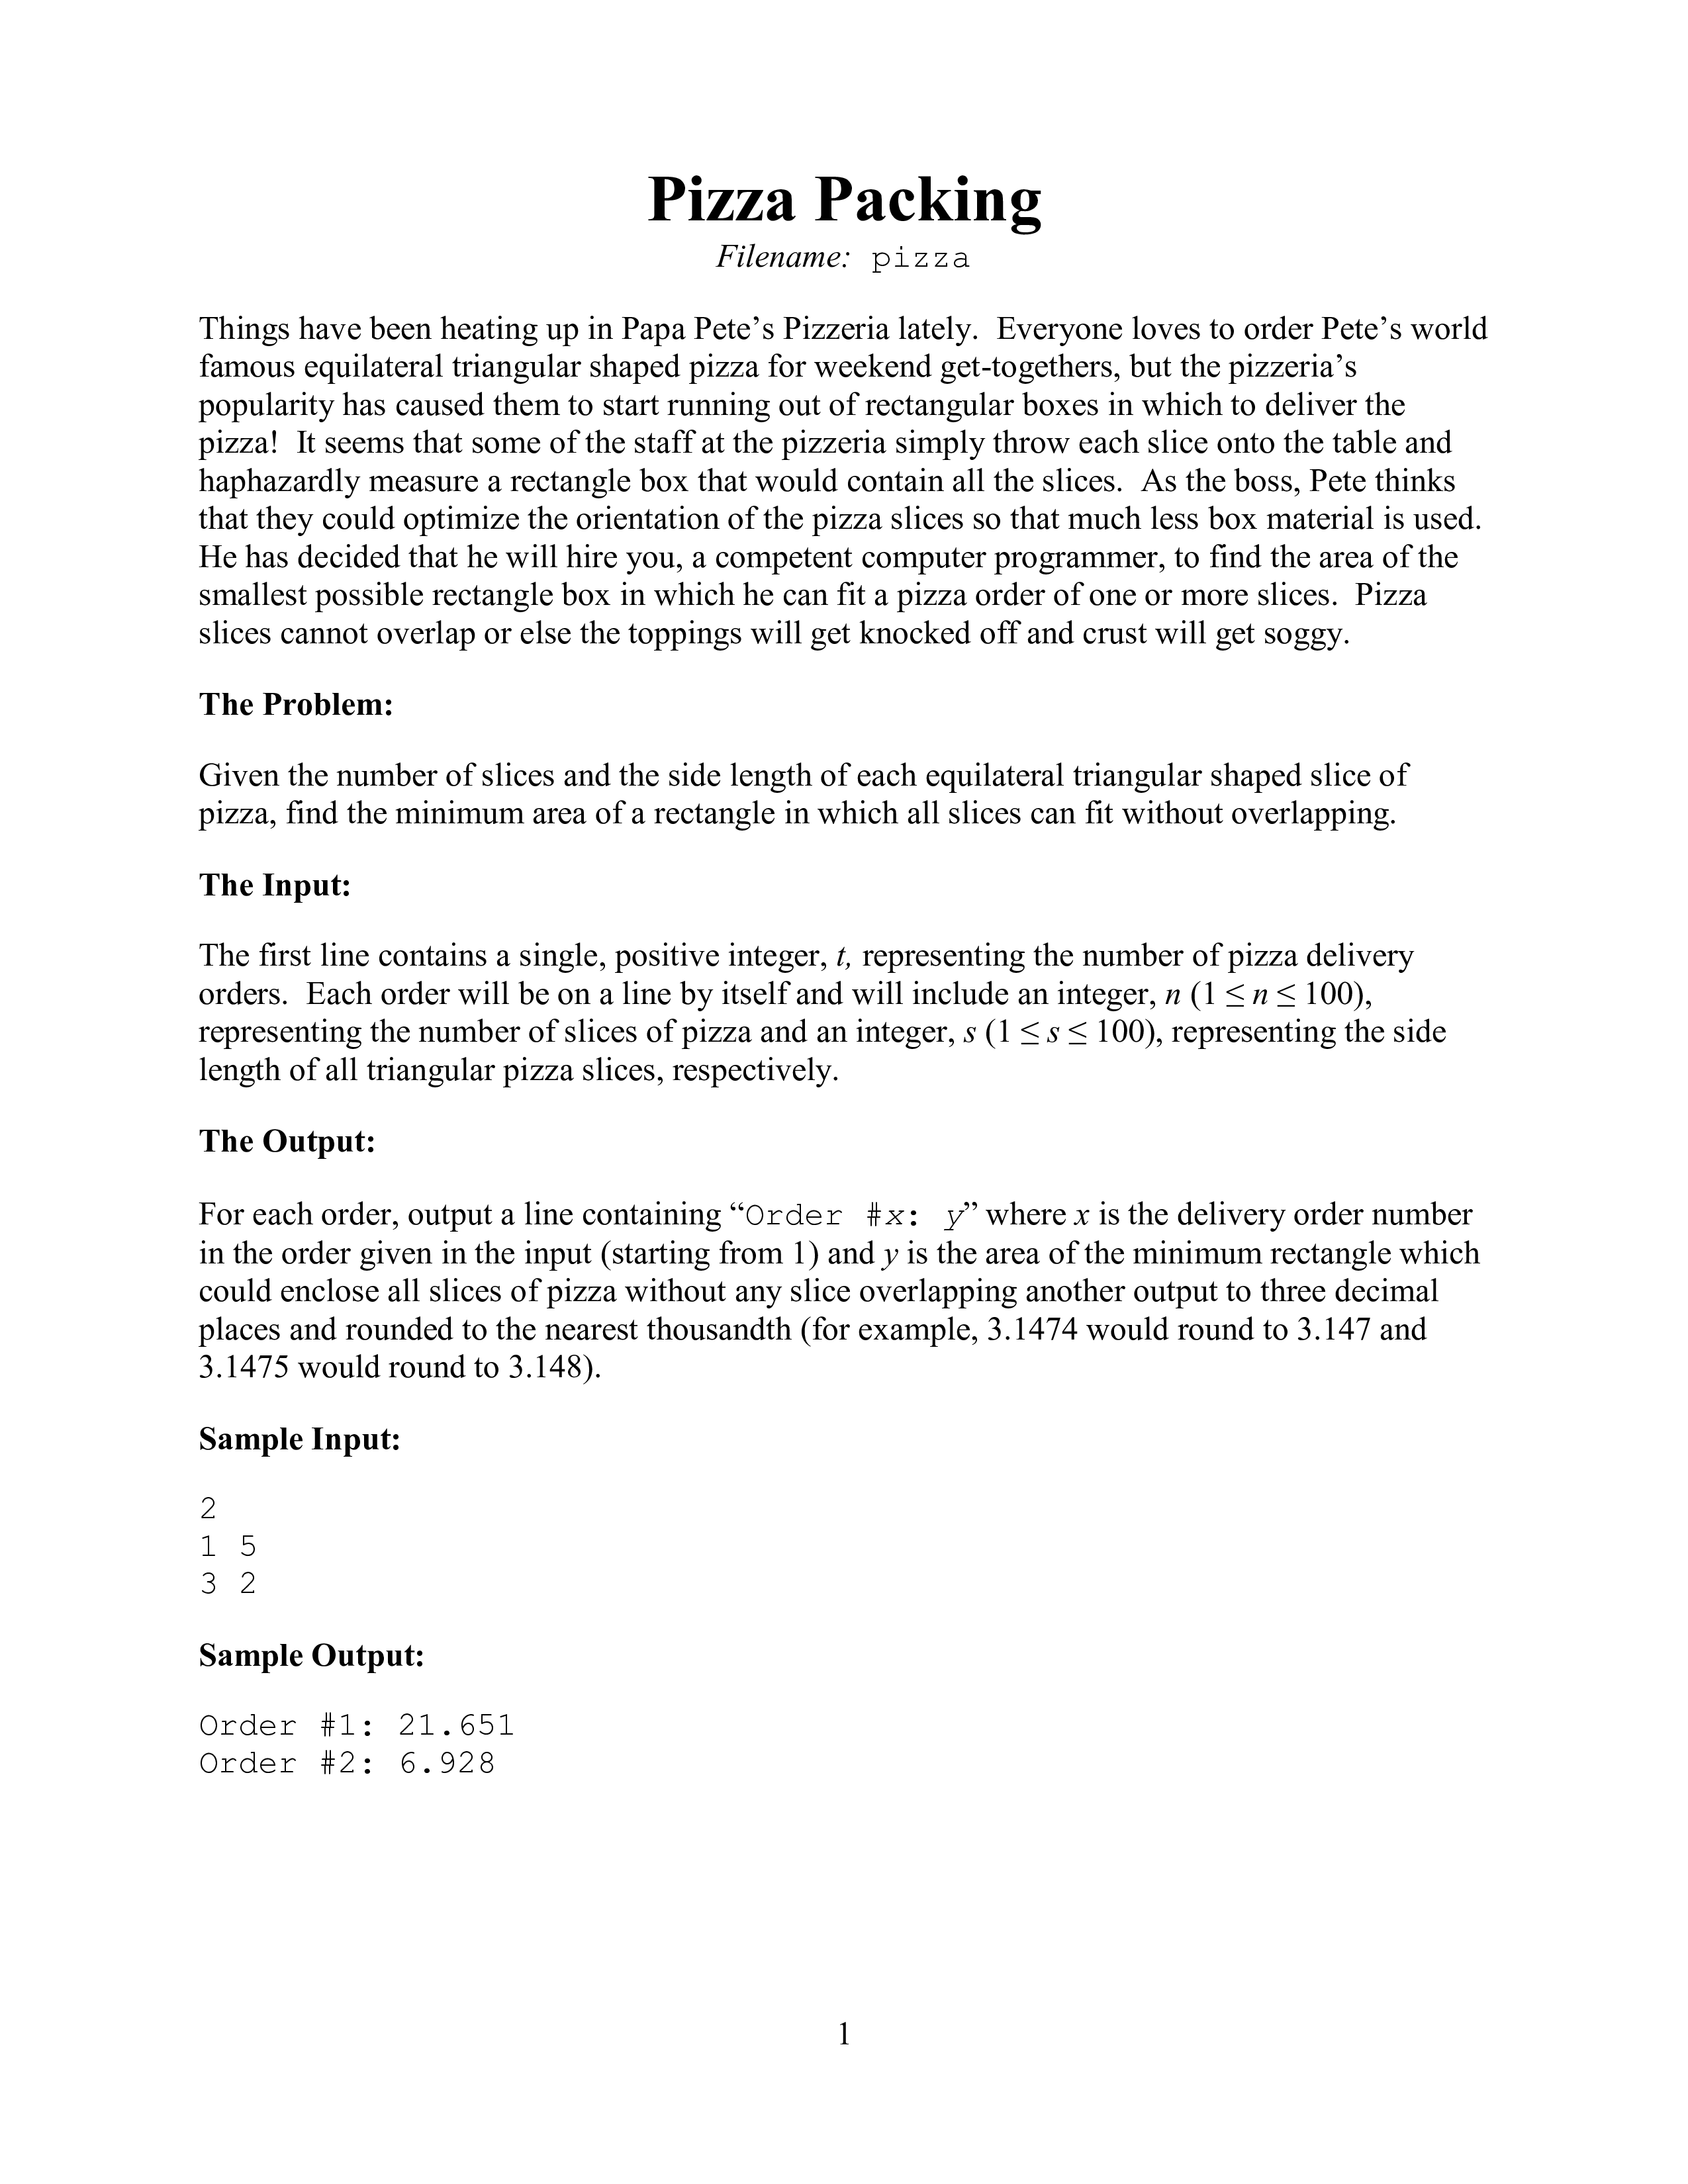 Pizza Packing
Filename: pizza
Things have been heating up in Papa Pete’s Pizzeria lately.  Everyone loves to order Pete’s world
famous equilateral triangular shaped pizza for weekend get-togethers, but the pizzeria’s
popularity has caused them to start running out of rectangular boxes in which to deliver the
pizza!  It seems that some of the staff at the pizzeria simply throw each slice onto the table and
haphazardly measure a rectangle box that would contain all the slices.  As the boss, Pete thinks
that they could optimize the orientation of the pizza slices so that much less box material is used.
He has decided that he will hire you, a competent computer programmer, to find the area of the
smallest possible rectangle box in which he can fit a pizza order of one or more slices.  Pizza
slices cannot overlap or else the toppings will get knocked off and crust will get soggy.
The Problem:
Given the number of slices and the side length of each equilateral triangular shaped slice of
pizza, find the minimum area of a rectangle in which all slices can fit without overlapping.
The Input:
The first line contains a single, positive integer, t, representing the number of pizza delivery
orders.  Each order will be on a line by itself and will include an integer, n (1 ≤ n ≤ 100),
representing the number of slices of pizza and an integer, s (1 ≤ s ≤ 100), representing the side
length of all triangular pizza slices, respectively.
The Output:
For each order, output a line containing “Order #x: y” where x is the delivery order number
in the order given in the input (starting from 1) and y is the area of the minimum rectangle which
could enclose all slices of pizza without any slice overlapping another output to three decimal
places and rounded to the nearest thousandth (for example, 3.1474 would round to 3.147 and
3.1475 would round to 3.148).
Sample Input:
2
1 5
3 2
Sample Output:
Order #1: 21.651
Order #2: 6.928
1